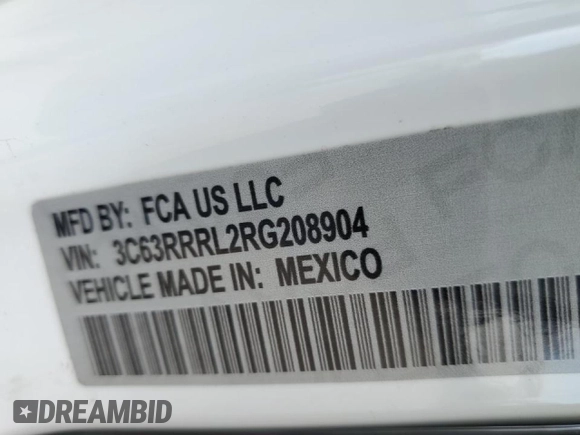 MFD BY: FCA US LLC
VIN: 3C63RRRL2RG208904
VEHICLE MADE IN: MEXICO
DREAMBID